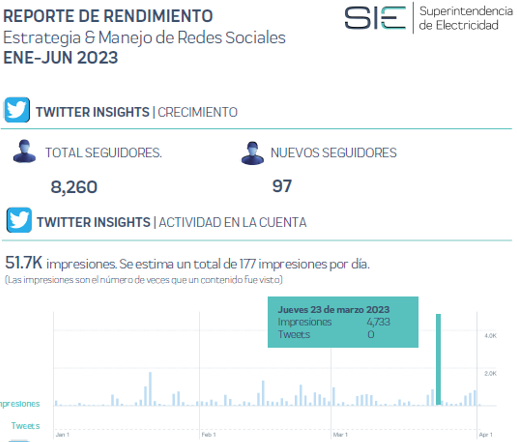 REPORTE DE RENDIMIENTO
Estrategia & Manejo de Redes Sociales
ENE-JUN 2023
SIE
Superintendencia
de Electricidad
TWITTER INSIGHTS | CRECIMIENTO
TOTAL SEGUIDORES.
8,260
NUEVOS SEGUIDORES
97
TWITTER INSIGHTS | ACTIVIDAD EN LA CUENTA
51.7K impresiones. Se estima un total de 177 impresiones por día.
(Las impresiones son el número de veces que un contenido fue visto)
Jueves 23 de marzo 2023
Impresiones 4,733
Tweets 0
4.0K
2.0K
mpresiones
Tweets
Jan 1
Feb 1
Mar 1
Apr 1